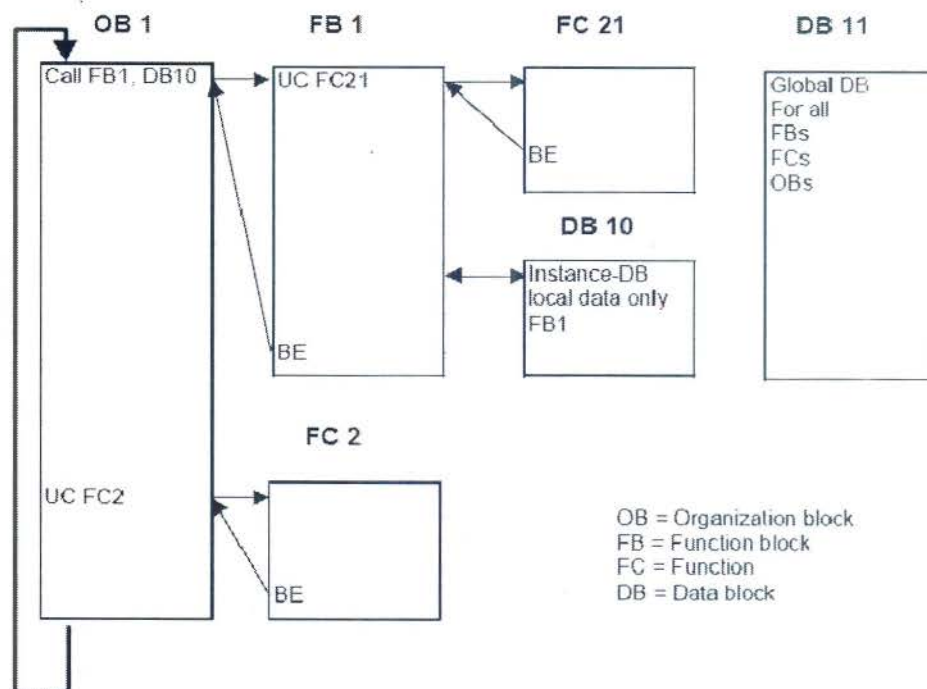 OB 1
FB 1
FC 21
DB 11
Call FB1, DB10
UC FC21
BE
Global DB
For all
FBs
FCs
OBs
DB 10
Instance-DB
local data only
FB1
BE
FC 2
UC FC2
BE
OB = Organization block
FB = Function block
FC = Function
DB = Data block